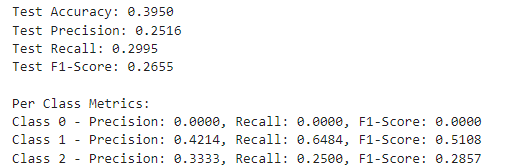 Test Accuracy: 0.3950
Test Precision: 0.2516
Test Recall: 0.2995
Test F1-Score: 0.2655
Per Class Metrics:
Class 0 - Precision: 0.0000, Recall: 0.0000, F1-Score: 0.0000
Class 1 - Precision: 0.4214, Recall: 0.6484, F1-Score: 0.5108
Class 2 - Precision: 0.3333, Recall: 0.2500, F1-Score: 0.2857